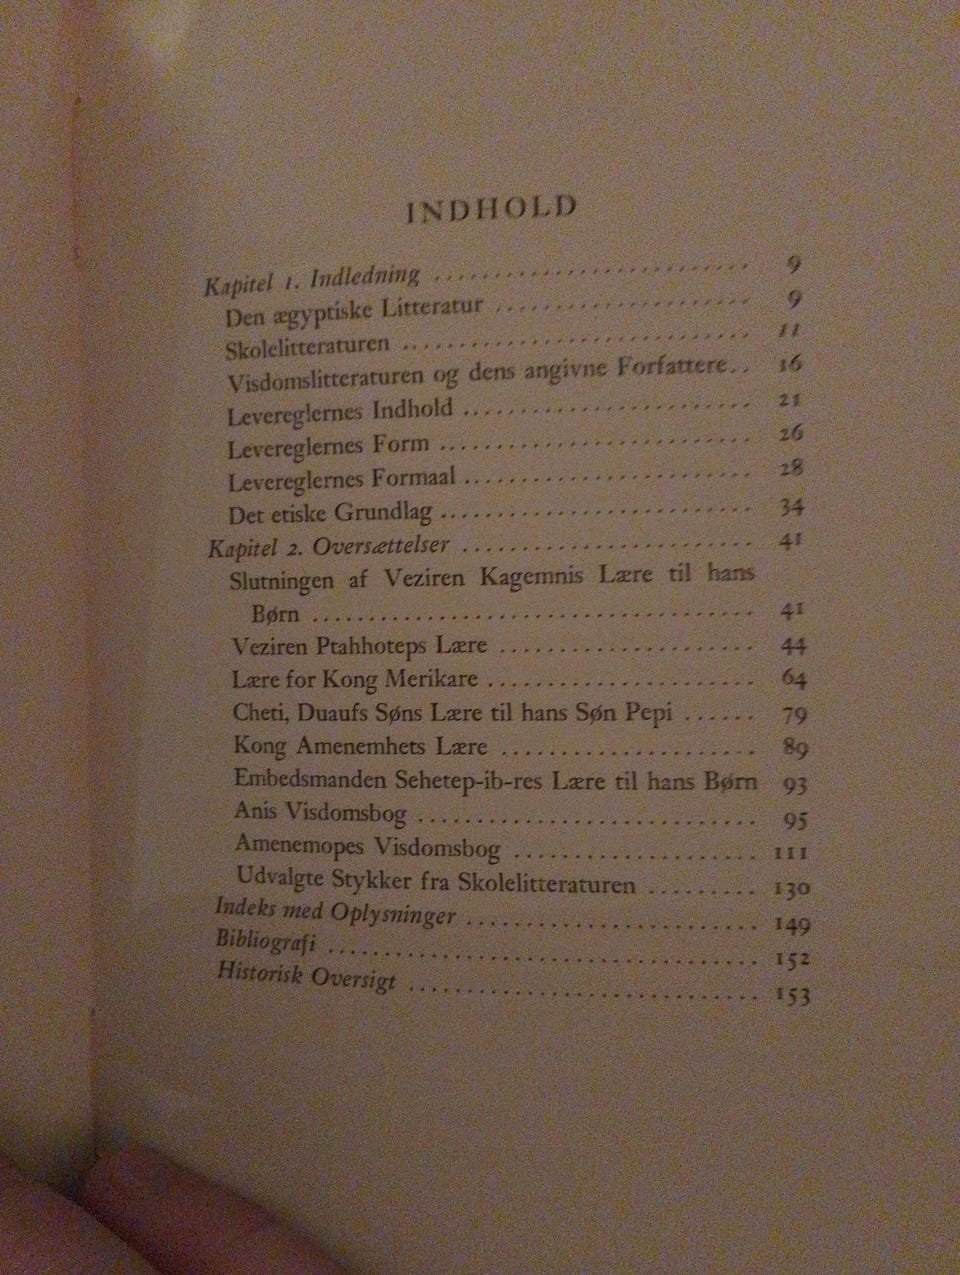 INDHOLD
Kapitel 1. Indledning .......................... 9
Den ægyptiske Litteratur ..................... 9
Skolelitteraturen ............................. 11
Visdomslitteraturen og dens angivne Forfattere.. 16
Levereglernes Indhold ........................ 21
Levereglernes Form .......................... 26
Levereglernes Formaal ........................ 28
Det etiske Grundlag .......................... 34
Kapitel 2. Oversættelser ........................ 41
Slutningen af Veziren Kagemnis Lære til hans
Børn ..................................... 41
Veziren Ptahhoteps Lære ..................... 44
Lære for Kong Merikare ...................... 64
Cheti, Duaufs Søns Lære til hans Søn Pepi ...... 79
Kong Amenemhets Lære ..................... 89
Embedsmanden Sehetep-ib-res Lære til hans Børn 93
Anis Visdomsbog ............................. 95
Amenemopes Visdomsbog .................... 111
Udvalgte Stykker fra Skolelitteraturen ......... 130
Indeks med Oplysninger ......................... 149
Bibliografi ..................................... 152
Historisk Oversigt .............................. 153